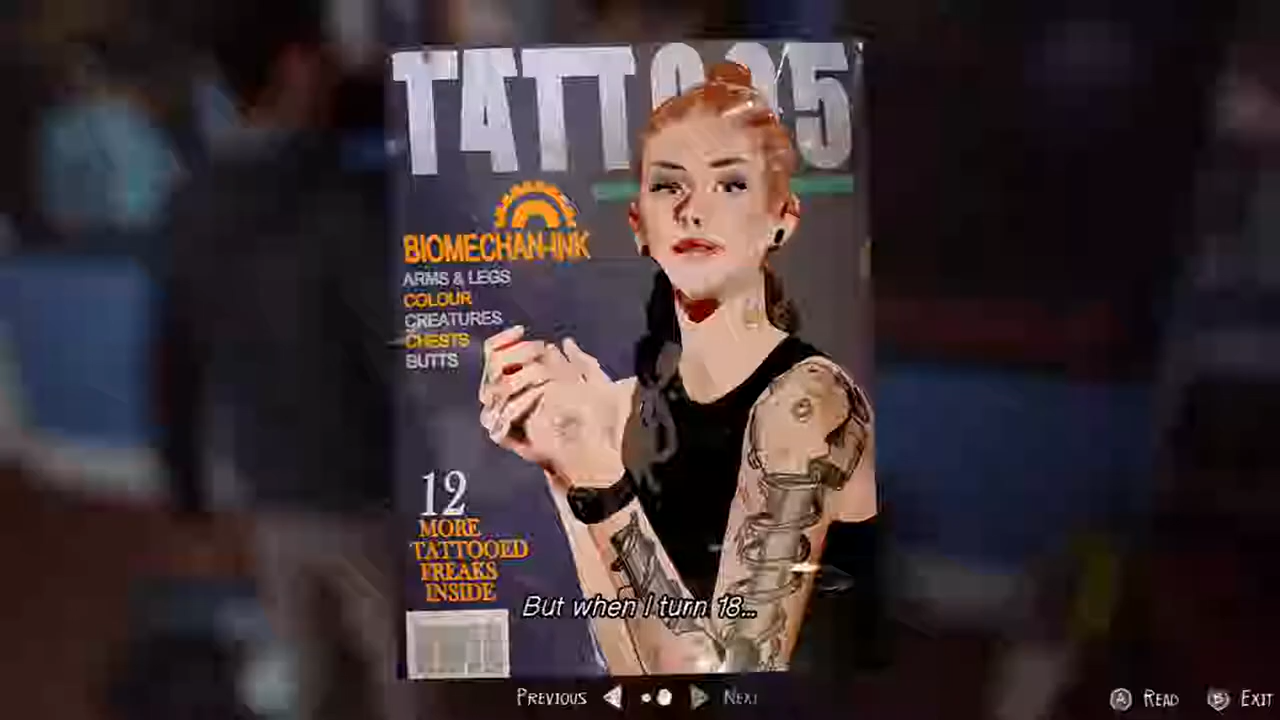 TATTOO25
BIOMECHAN-INK
ARMS & LEGS
COLOUR
CREATURES
CHESTS
BUTTS
12
MORE
TATTOOED
FREAKS
INSIDE
But when I turn 18...
PREVIOUS NEXT
A READ B EXIT